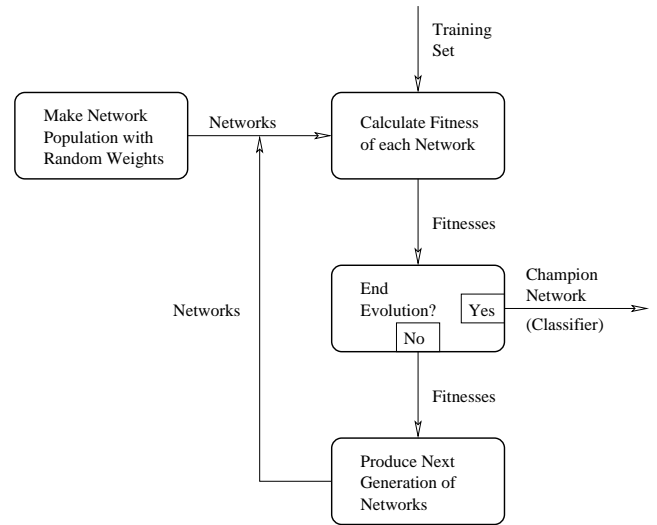 Training
Set
Make Network
Population with
Random Weights
Networks
Calculate Fitness
of each Network
Fitnesses
End
Evolution?
Yes
No
Champion
Network
(Classifier)
Networks
Fitnesses
Produce Next
Generation of
Networks